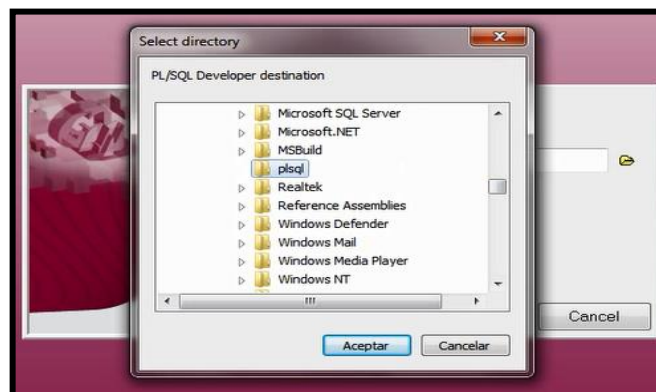 Select directory
PL/SQL Developer destination
Microsoft SQL Server
Microsoft.NET
MSBuild
plsql
Realtek
Reference Assemblies
Windows Defender
Windows Mail
Windows Media Player
Windows NT
Aceptar
Cancelar
Cancel